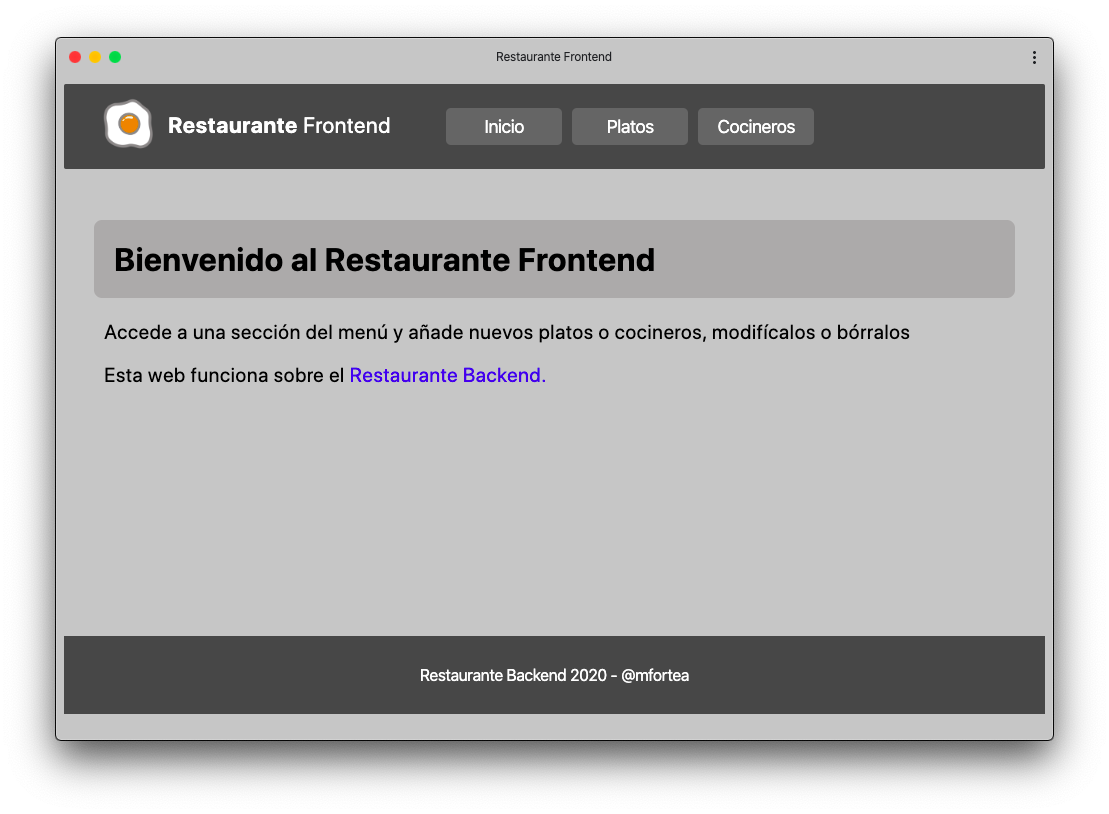 Restaurante Frontend
Restaurante Frontend
Inicio
Platos
Cocineros
Bienvenido al Restaurante Frontend
Accede a una sección del menú y añade nuevos platos o cocineros, modifícalos o bórralos
Esta web funciona sobre el Restaurante Backend.
Restaurante Backend 2020 - @mfortea